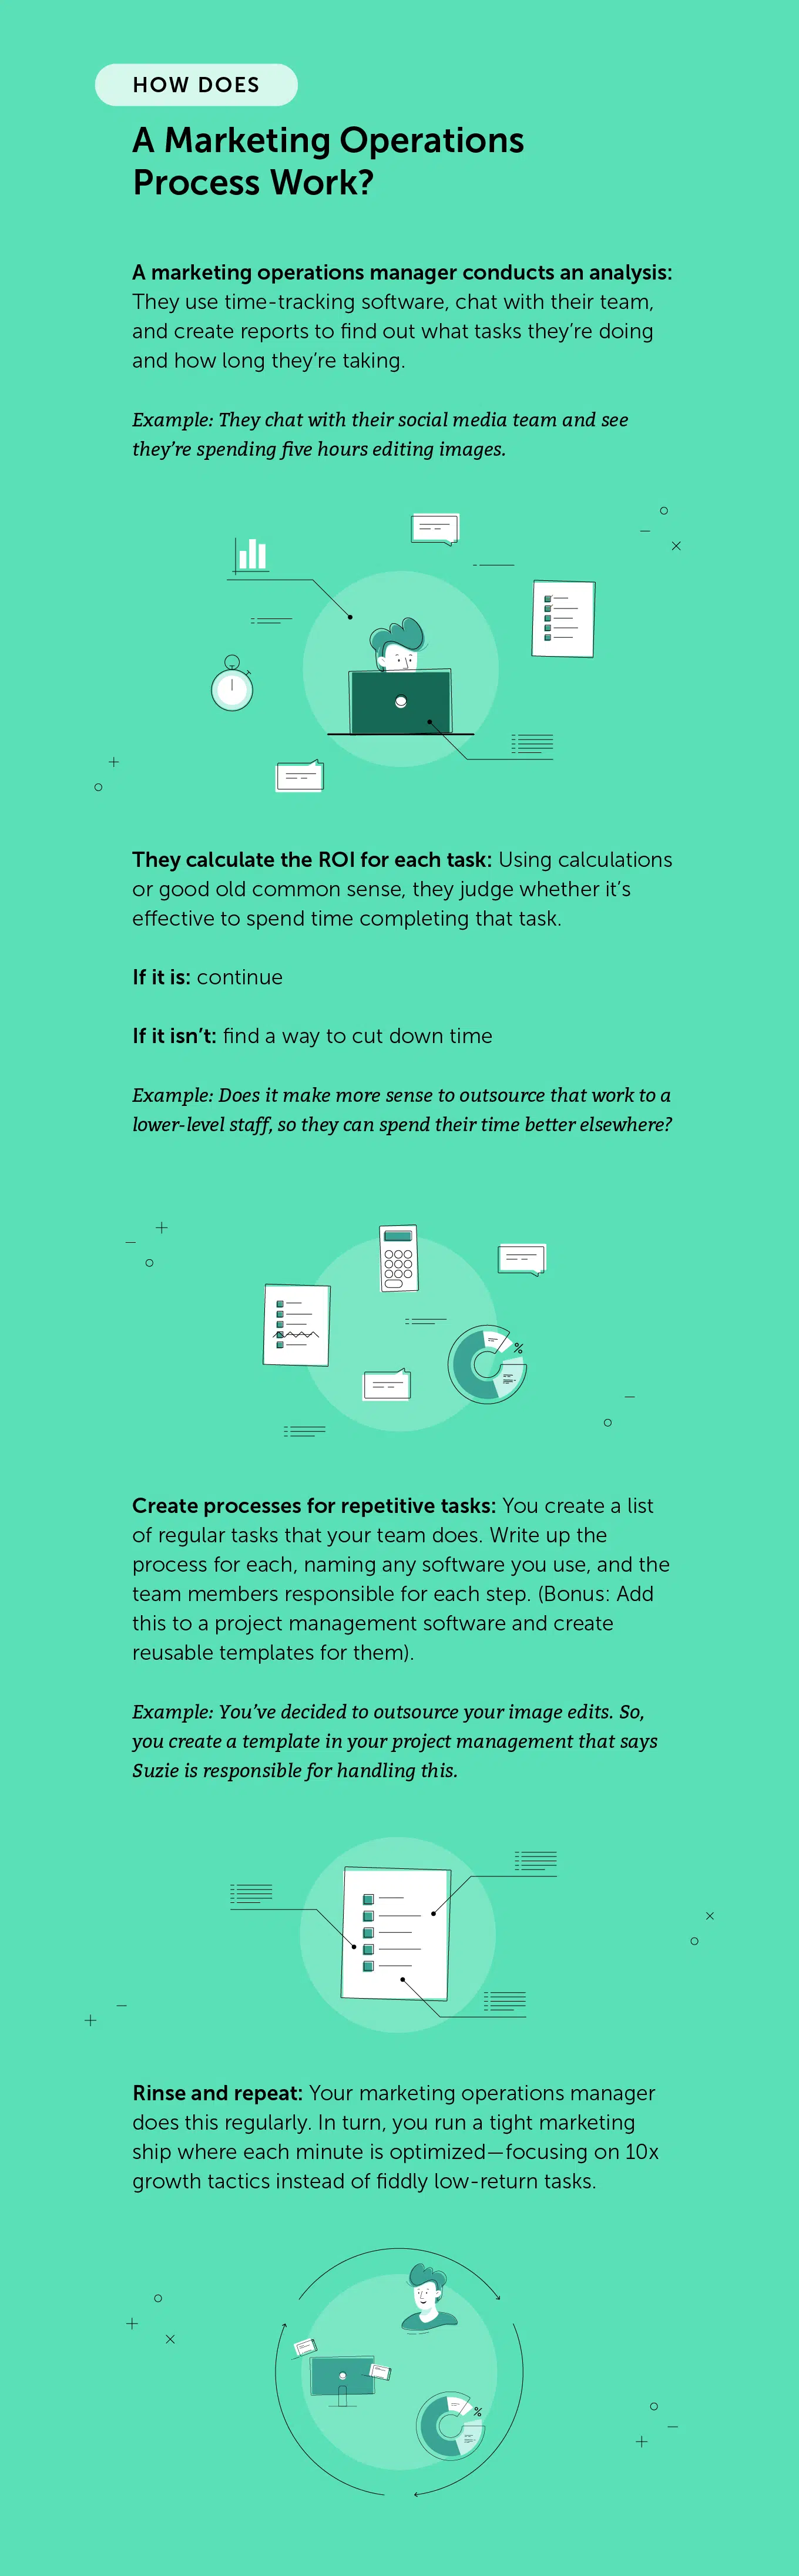 HOW DOES
A Marketing Operations
Process Work?
A marketing operations manager conducts an analysis:
They use time-tracking software, chat with their team,
and create reports to find out what tasks they’re doing
and how long they’re taking.
Example: They chat with their social media team and see
they’re spending five hours editing images.
They calculate the ROI for each task: Using calculations
or good old common sense, they judge whether it’s
effective to spend time completing that task.
If it is: continue
If it isn’t: find a way to cut down time
Example: Does it make more sense to outsource that work to a
lower-level staff, so they can spend their time better elsewhere?
%
Create processes for repetitive tasks: You create a list
of regular tasks that your team does. Write up the
process for each, naming any software you use, and the
team members responsible for each step. (Bonus: Add
this to a project management software and create
reusable templates for them).
Example: You’ve decided to outsource your image edits. So,
you create a template in your project management that says
Suzie is responsible for handling this.
Rinse and repeat: Your marketing operations manager
does this regularly. In turn, you run a tight marketing
ship where each minute is optimized—focusing on 10x
growth tactics instead of fiddly low-return tasks.
%